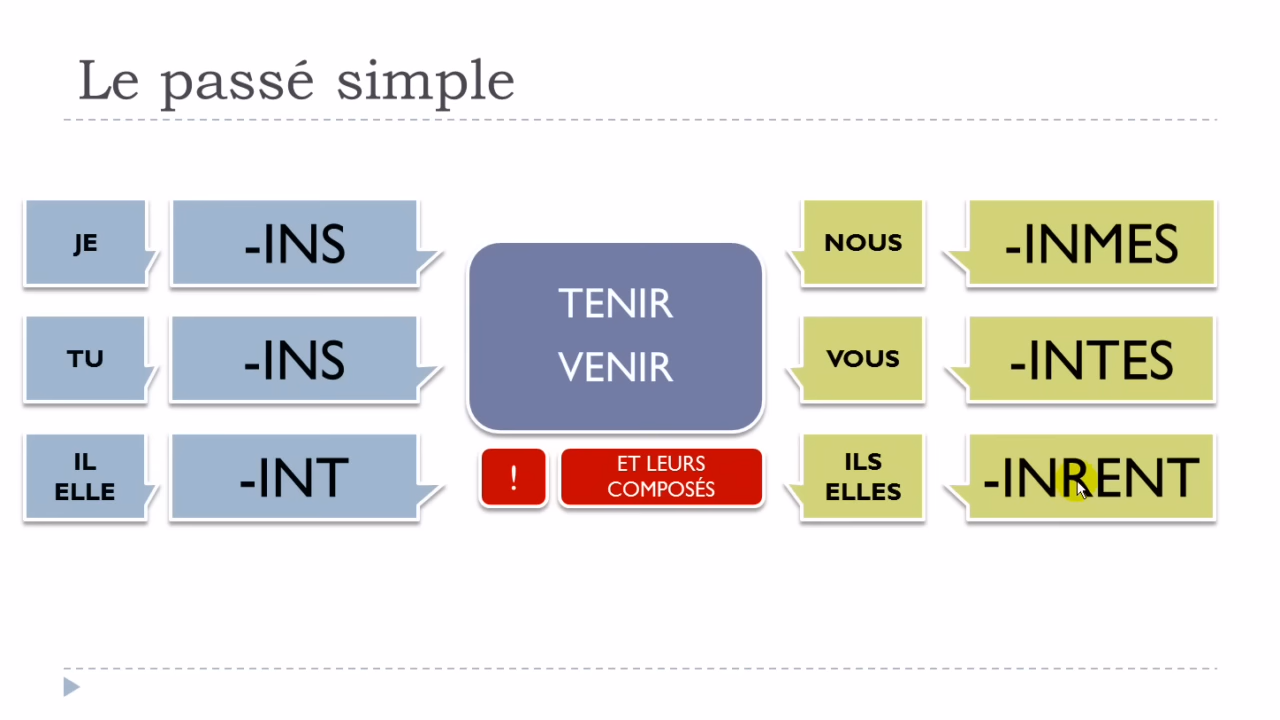 Le passé simple
JE
-INS
TU
-INS
IL
ELLE
-INT
TENIR
VENIR
!
ET LEURS
COMPOSÉS
NOUS
-INMES
VOUS
-INTES
ILS
ELLES
-INRENT